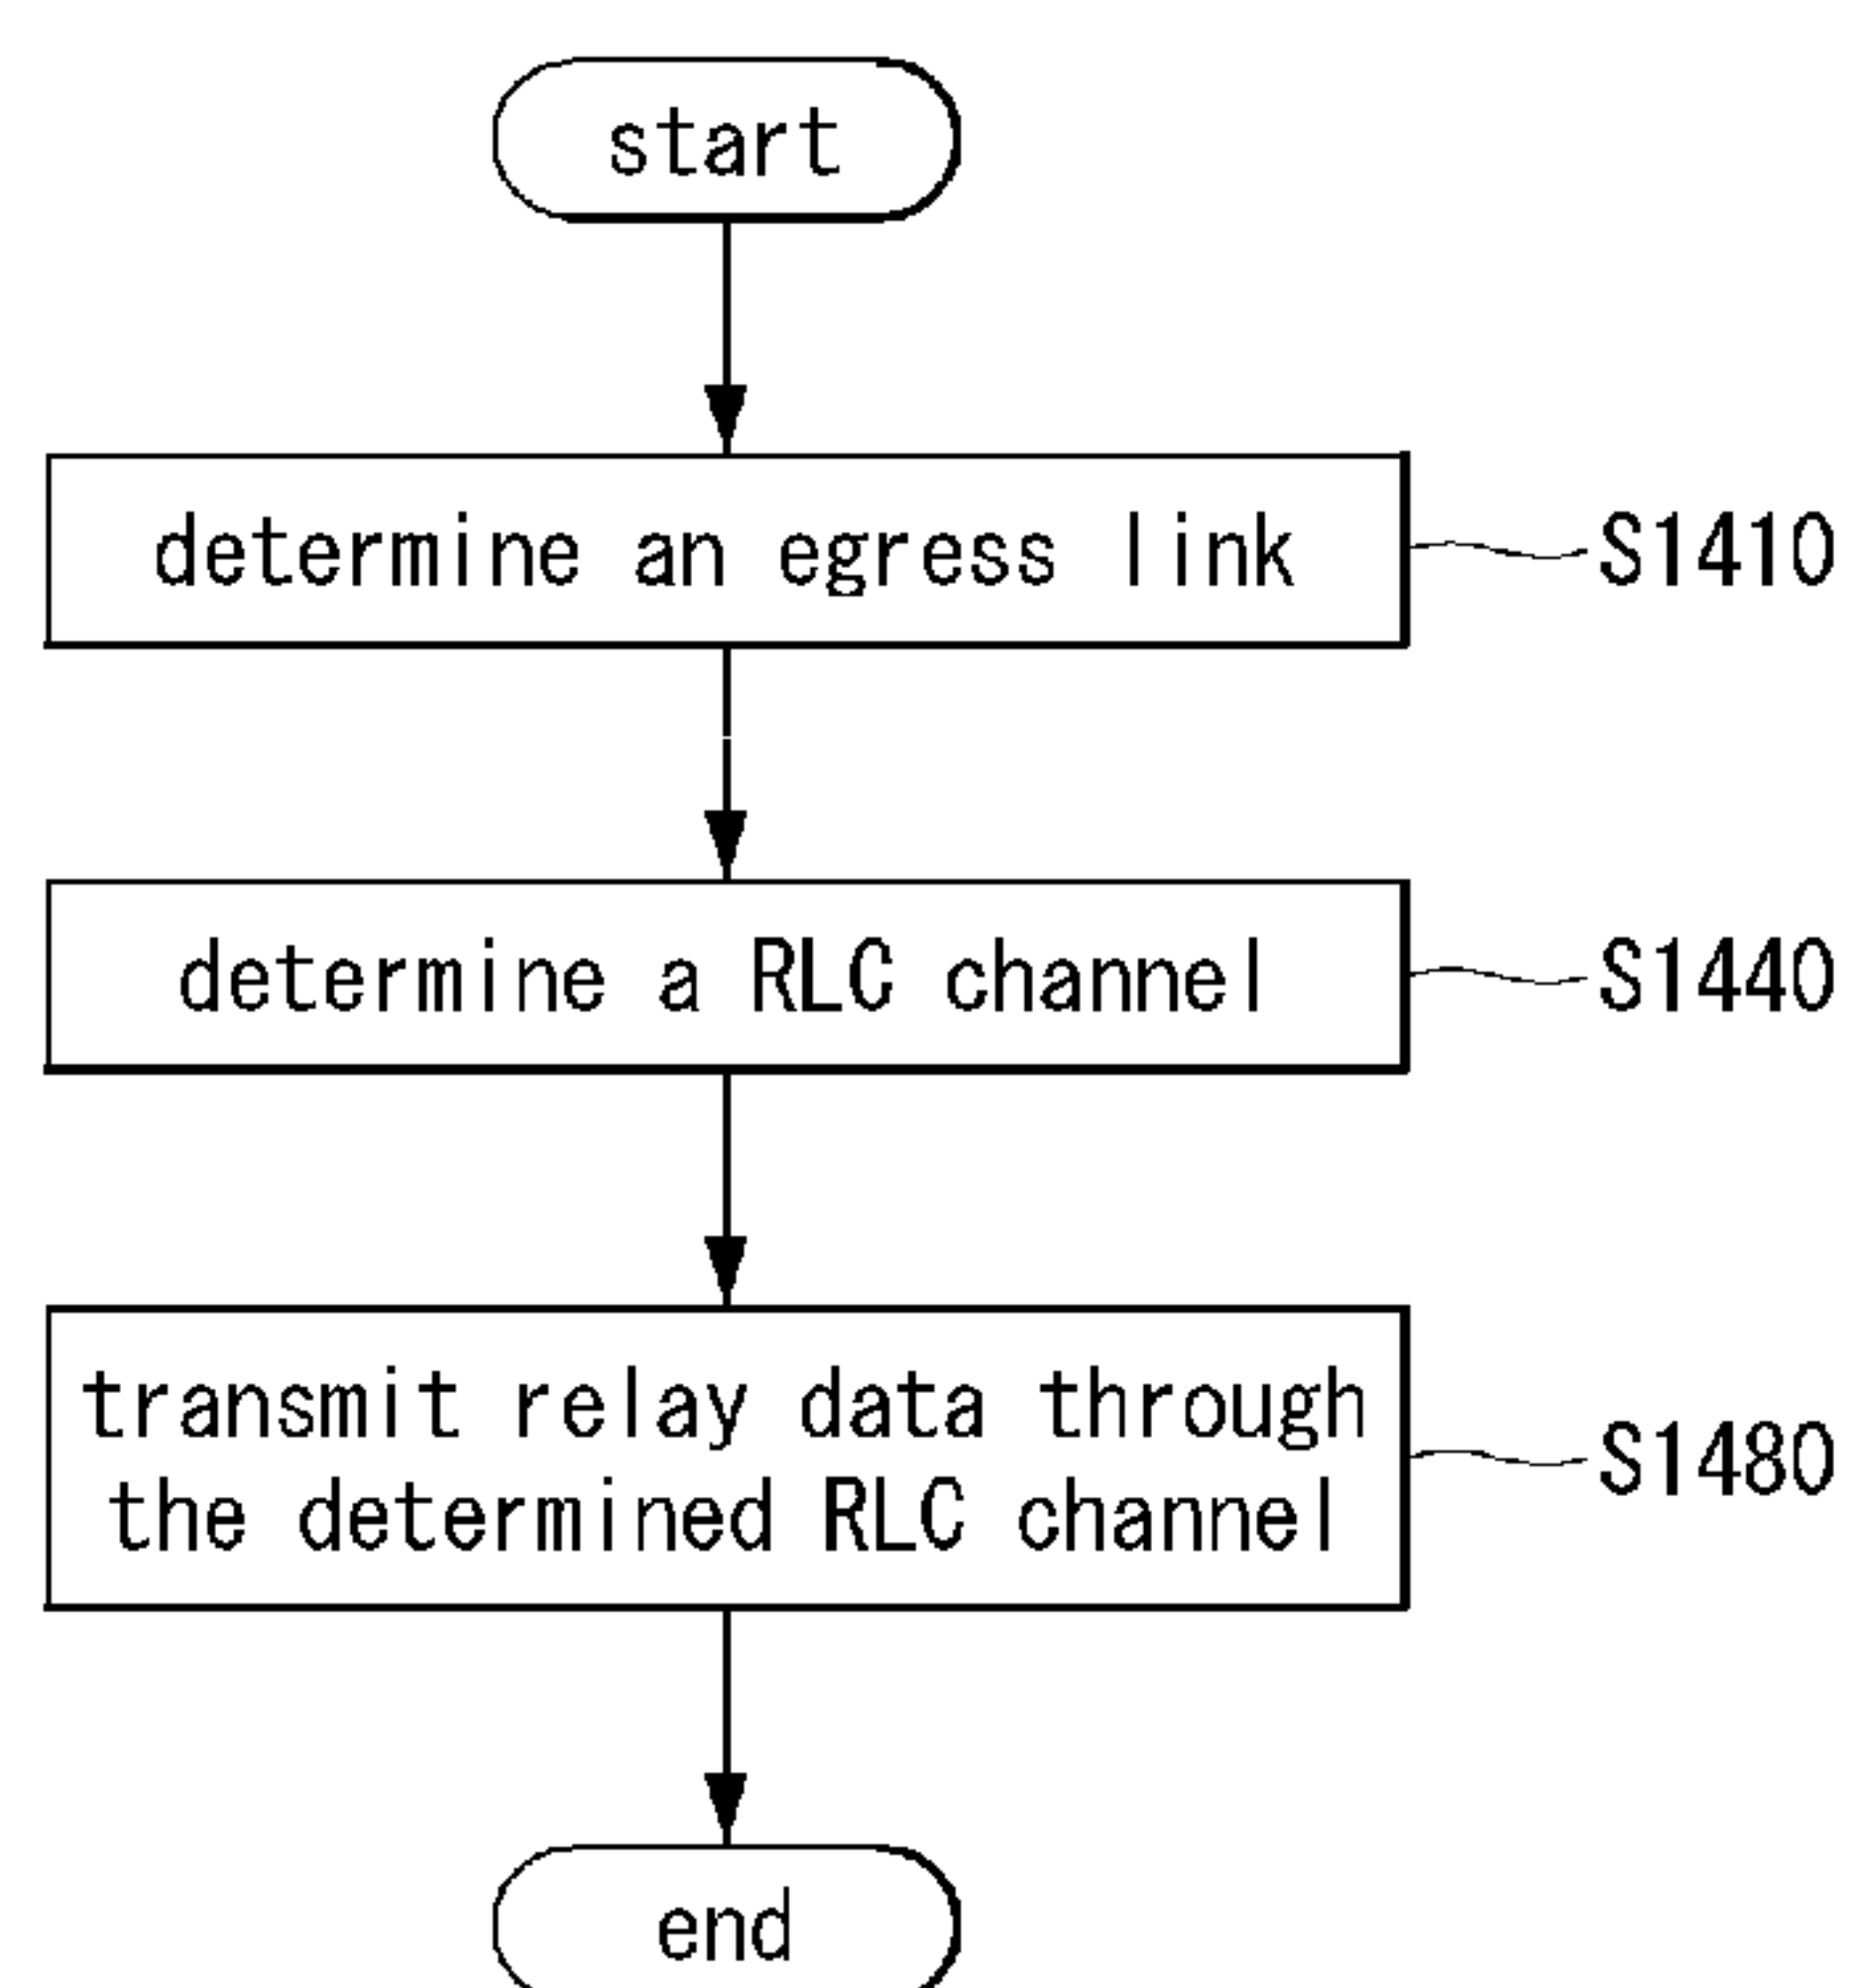 start
determine an egress link
S1410
determine a RLC channel
S1440
transmit relay data through
the determined RLC channel
S1480
end